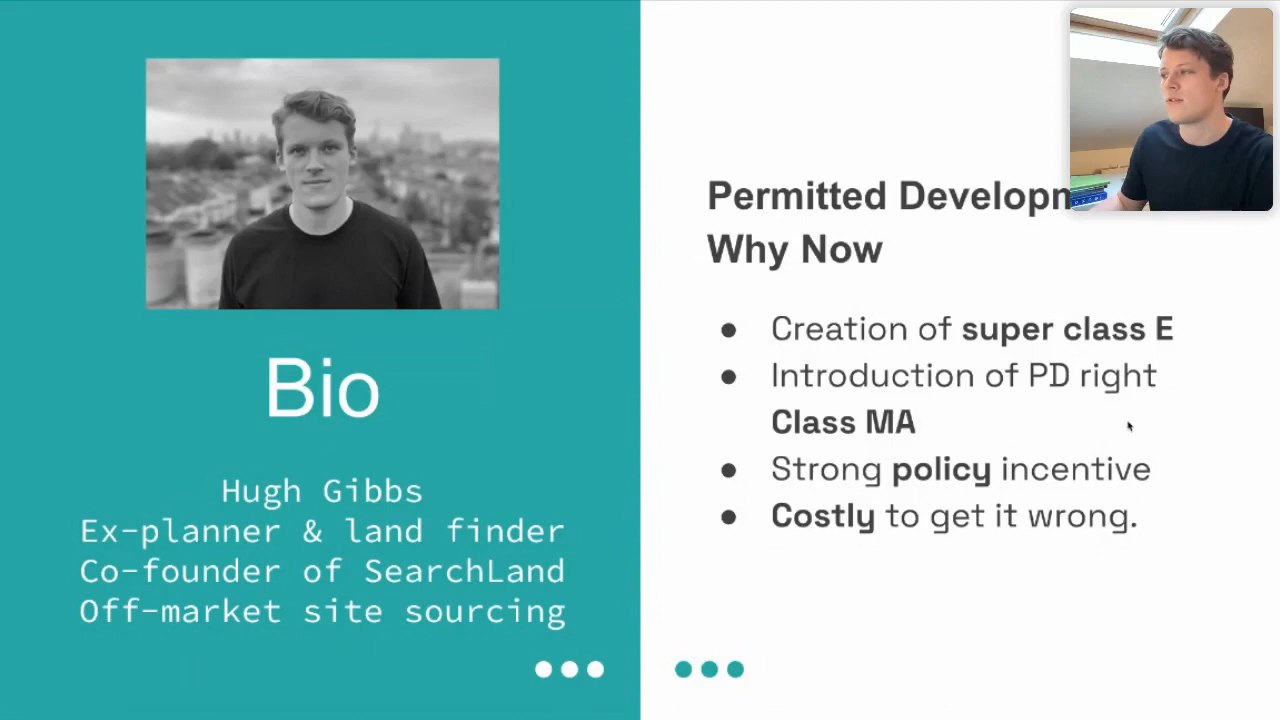 Bio
Hugh Gibbs
Ex-planner & land finder
Co-founder of SearchLand
Off-market site sourcing
Permitted
Why Now
● Creation of super class E
● Introduction of PD right
Class MA
● Strong policy incentive
● Costly to get it wrong.